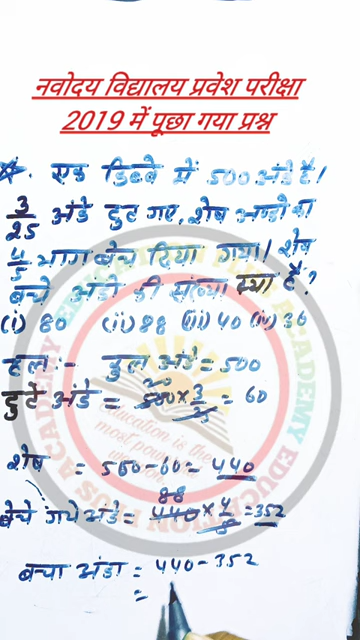 नवोदय विद्यालय प्रवेश परीक्षा
2019 में पूछा गया प्रश्न
☆. एक डिब्बे में 500 अंडे हैं।
3/25 अंडे टूट गए, शेष अण्डों का
4/5 भाग बेच दिया गया। शेष
बचे अंडों की संख्या क्या है?
(i) 80 (ii) 88 (iii) 40 (iv) 36
हल:- कुल अंडे = 500
20
टुटे अंडे = 500 × 3/25 = 60
शेष = 500-60 = 440
88
बेचे गये अंडे = 440 × 4/5 = 352
बचा अंडा = 440 - 352
=